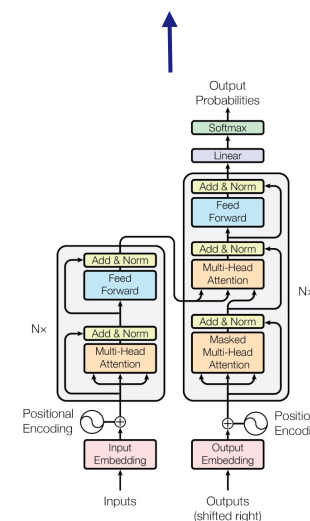 Output
Probabilities
Softmax
Linear
Add & Norm
Feed
Forward
Add & Norm
Multi-Head
Attention
Add & Norm
Masked
Multi-Head
Attention
N×
Add & Norm
Feed
Forward
Add & Norm
Multi-Head
Attention
N×
Positional
Encoding
Input
Embedding
Inputs
Positio
Encodi
Output
Embedding
Outputs
(shifted right)